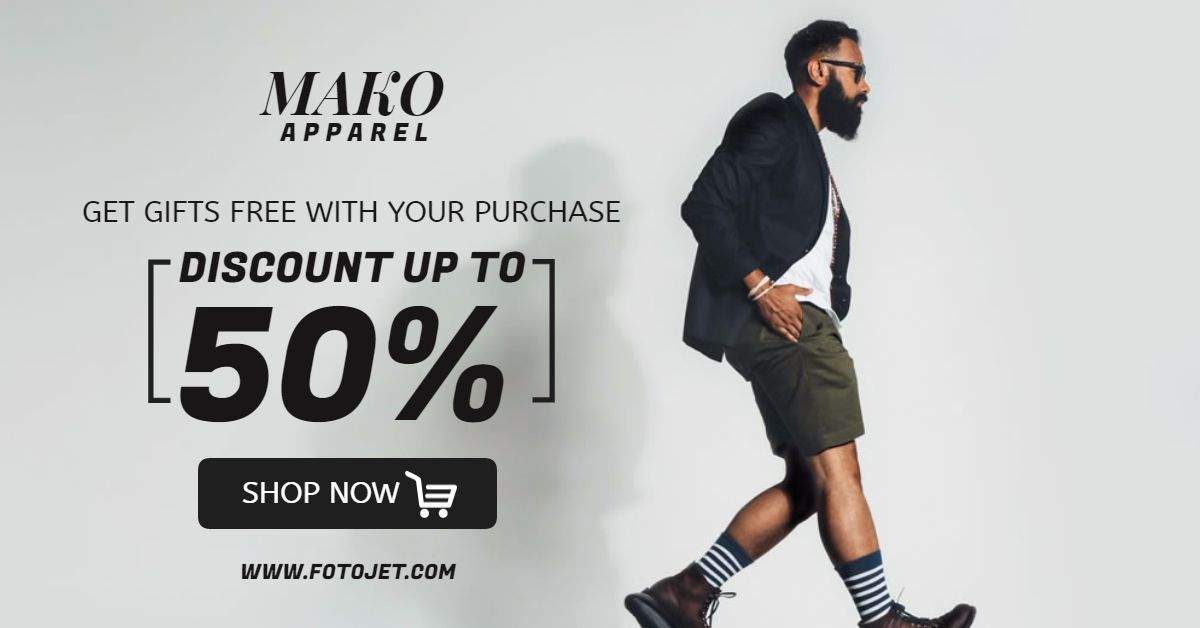 MAKO
APPAREL
GET GIFTS FREE WITH YOUR PURCHASE
DISCOUNT UP TO
50%
SHOP NOW
WWW.FOTOJET.COM